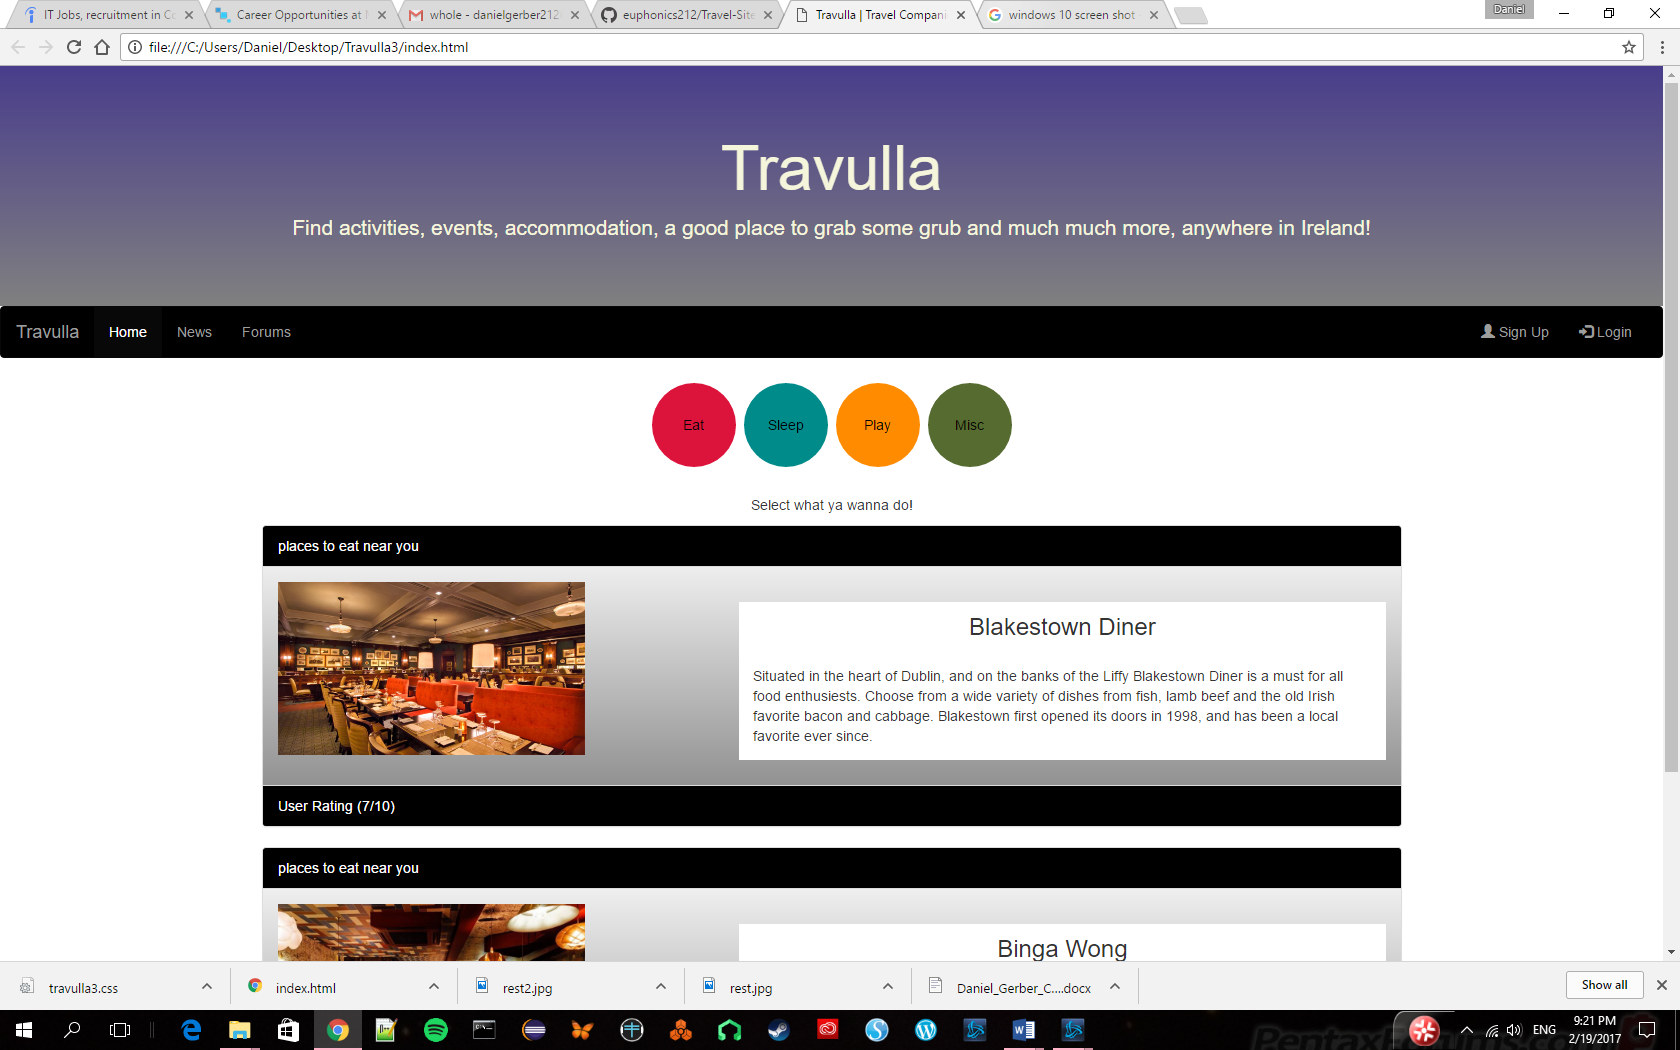 Daniel
IT Jobs, recruitment in Co
Career Opportunities at
whole - danielgerber212
euphonics212/Travel-Site
Travulla | Travel Compani
windows 10 screen shot
file:///C:/Users/Daniel/Desktop/Travulla3/index.html
Travulla
Find activities, events, accommodation, a good place to grab some grub and much much more, anywhere in Ireland!
Travulla Home News Forums Sign Up Login
Eat Sleep Play Misc
Select what ya wanna do!
places to eat near you
Blakestown Diner
Situated in the heart of Dublin, and on the banks of the Liffy Blakestown Diner is a must for all
food enthusiests. Choose from a wide variety of dishes from fish, lamb beef and the old Irish
favorite bacon and cabbage. Blakestown first opened its doors in 1998, and has been a local
favorite ever since.
User Rating (7/10)
places to eat near you
Binga Wong
travulla3.css index.html rest2.jpg rest.jpg Daniel_Gerber_C....docx Show all
ENG
9:21 PM
2/19/2017